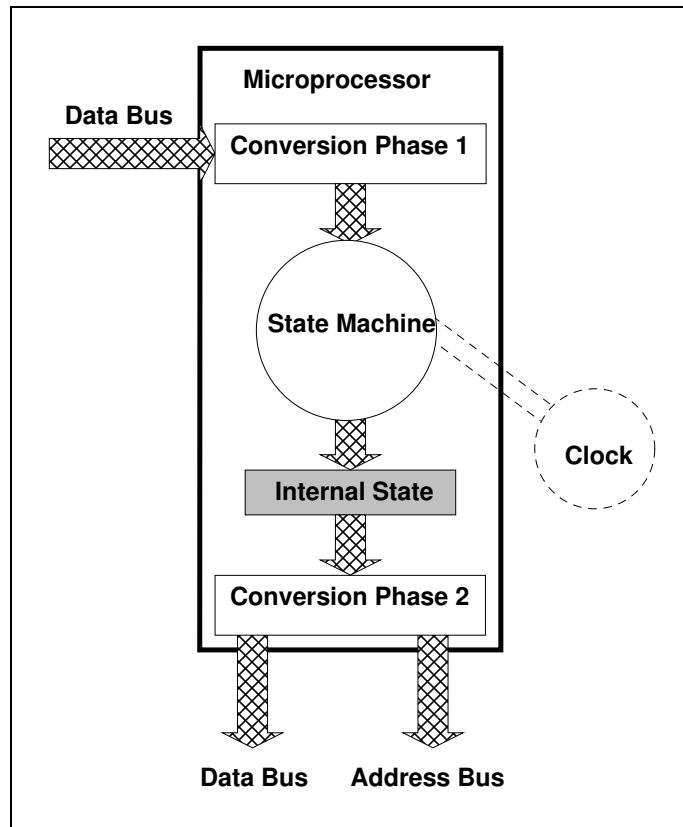 Microprocessor
Data Bus
Conversion Phase 1
State Machine
Clock
Internal State
Conversion Phase 2
Data Bus
Address Bus